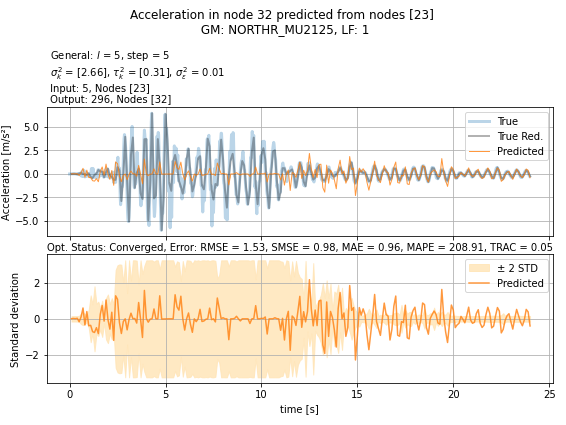 Acceleration in node 32 predicted from nodes [23]
GM: NORTHR_MU2125, LF: 1
General: l = 5, step = 5
σ²ₖ = [2.66], τ²ₖ = [0.31], σ²ε = 0.01
Input: 5, Nodes [23]
Output: 296, Nodes [32]
Acceleration [m/s²]
5.0
2.5
0.0
−2.5
−5.0
True
True Red.
Predicted
Opt. Status: Converged, Error: RMSE = 1.53, SMSE = 0.98, MAE = 0.96, MAPE = 208.91, TRAC = 0.05
Standard deviation
2
0
−2
± 2 STD
Predicted
0 5 10 15 20 25
time [s]